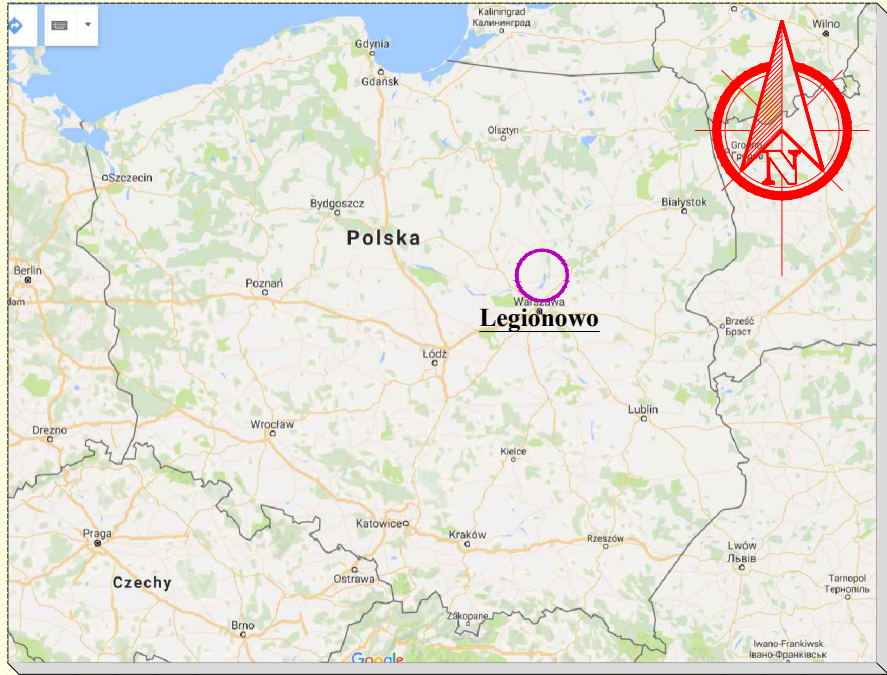 Kaliningrad
Калининград
Wilno
Gdynia
Gdańsk
Olsztyn
N
Szczecin
Bydgoszcz
Białystok
Polska
Berlin
Poznań
Warszawa
Legionowo
Brześć
Брэст
Łódź
Lublin
Drezno
Wrocław
Kielce
Katowice
Kraków
Rzeszów
Praga
Lwów
Львів
Czechy
Ostrawa
Tarnopol
Тернопіль
Zakopane
Brno
Iwano-Frankiwsk
Івано-Франківськ
Google